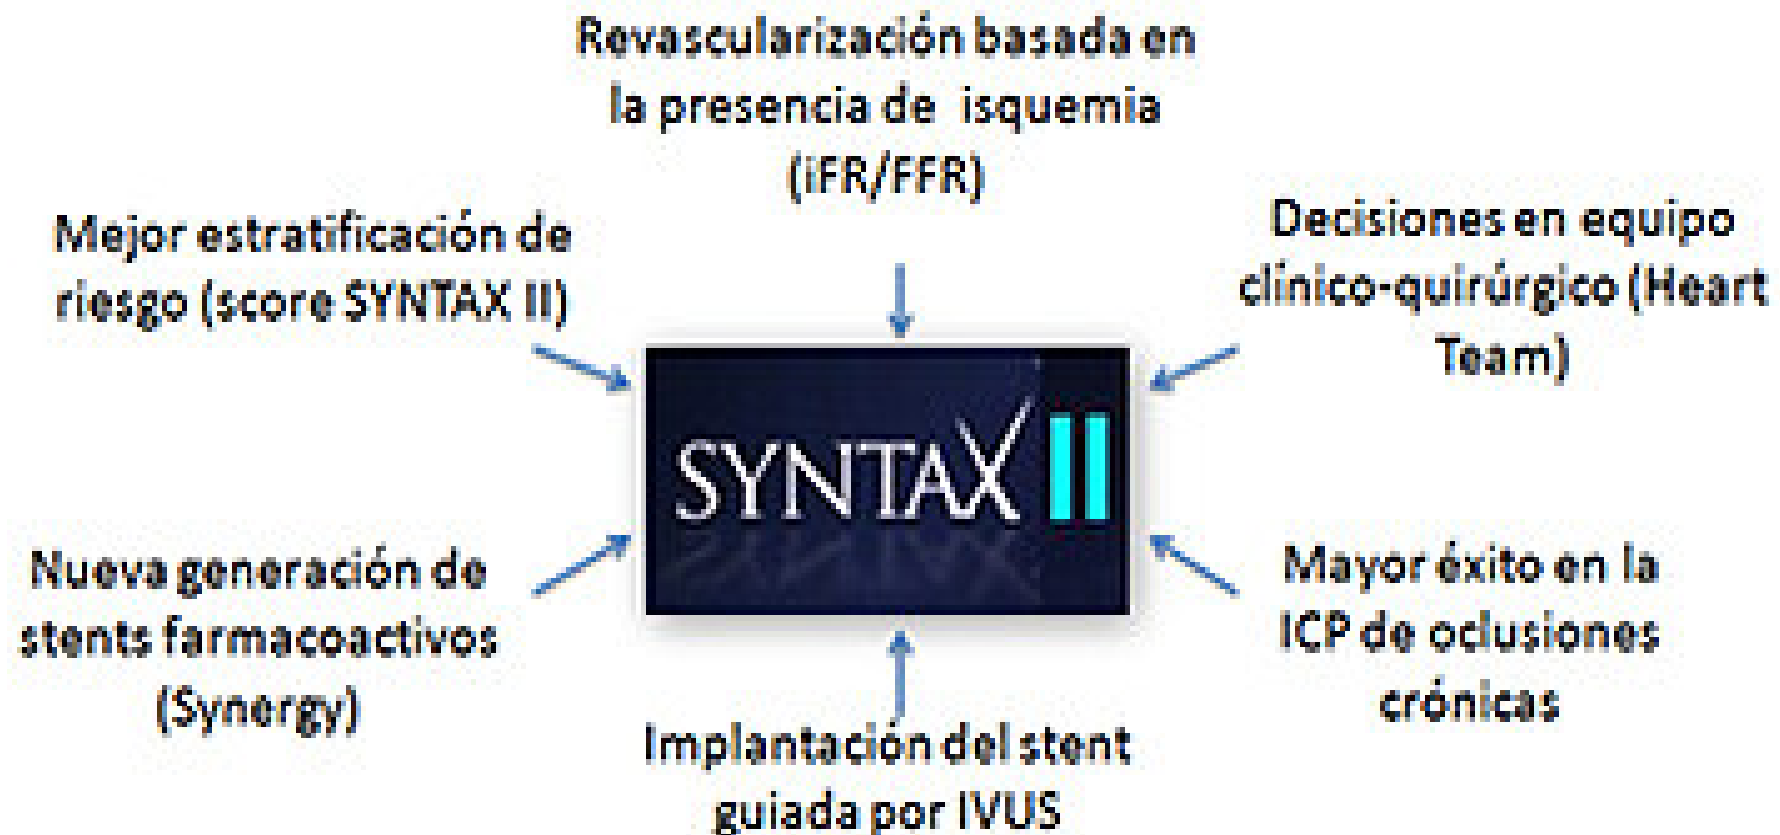 Revascularización basada en
la presencia de isquemia
(iFR/FFR)
Mejor estratificación de
riesgo (score SYNTAX II)
Decisiones en equipo
clínico-quirúrgico (Heart
Team)
SYNTAX II
Nueva generación de
stents farmacoactivos
(Synergy)
Mayor éxito en la
ICP de oclusiones
crónicas
Implantación del stent
guiada por IVUS